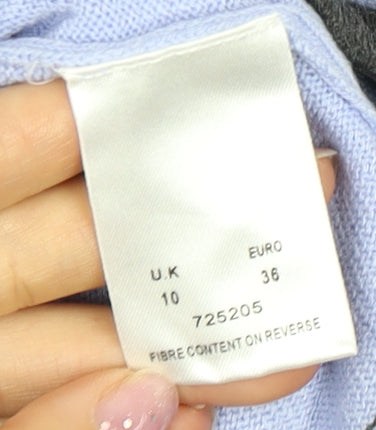 U.K EURO
10 36
725205
FIBRE CONTENT ON REVERSE